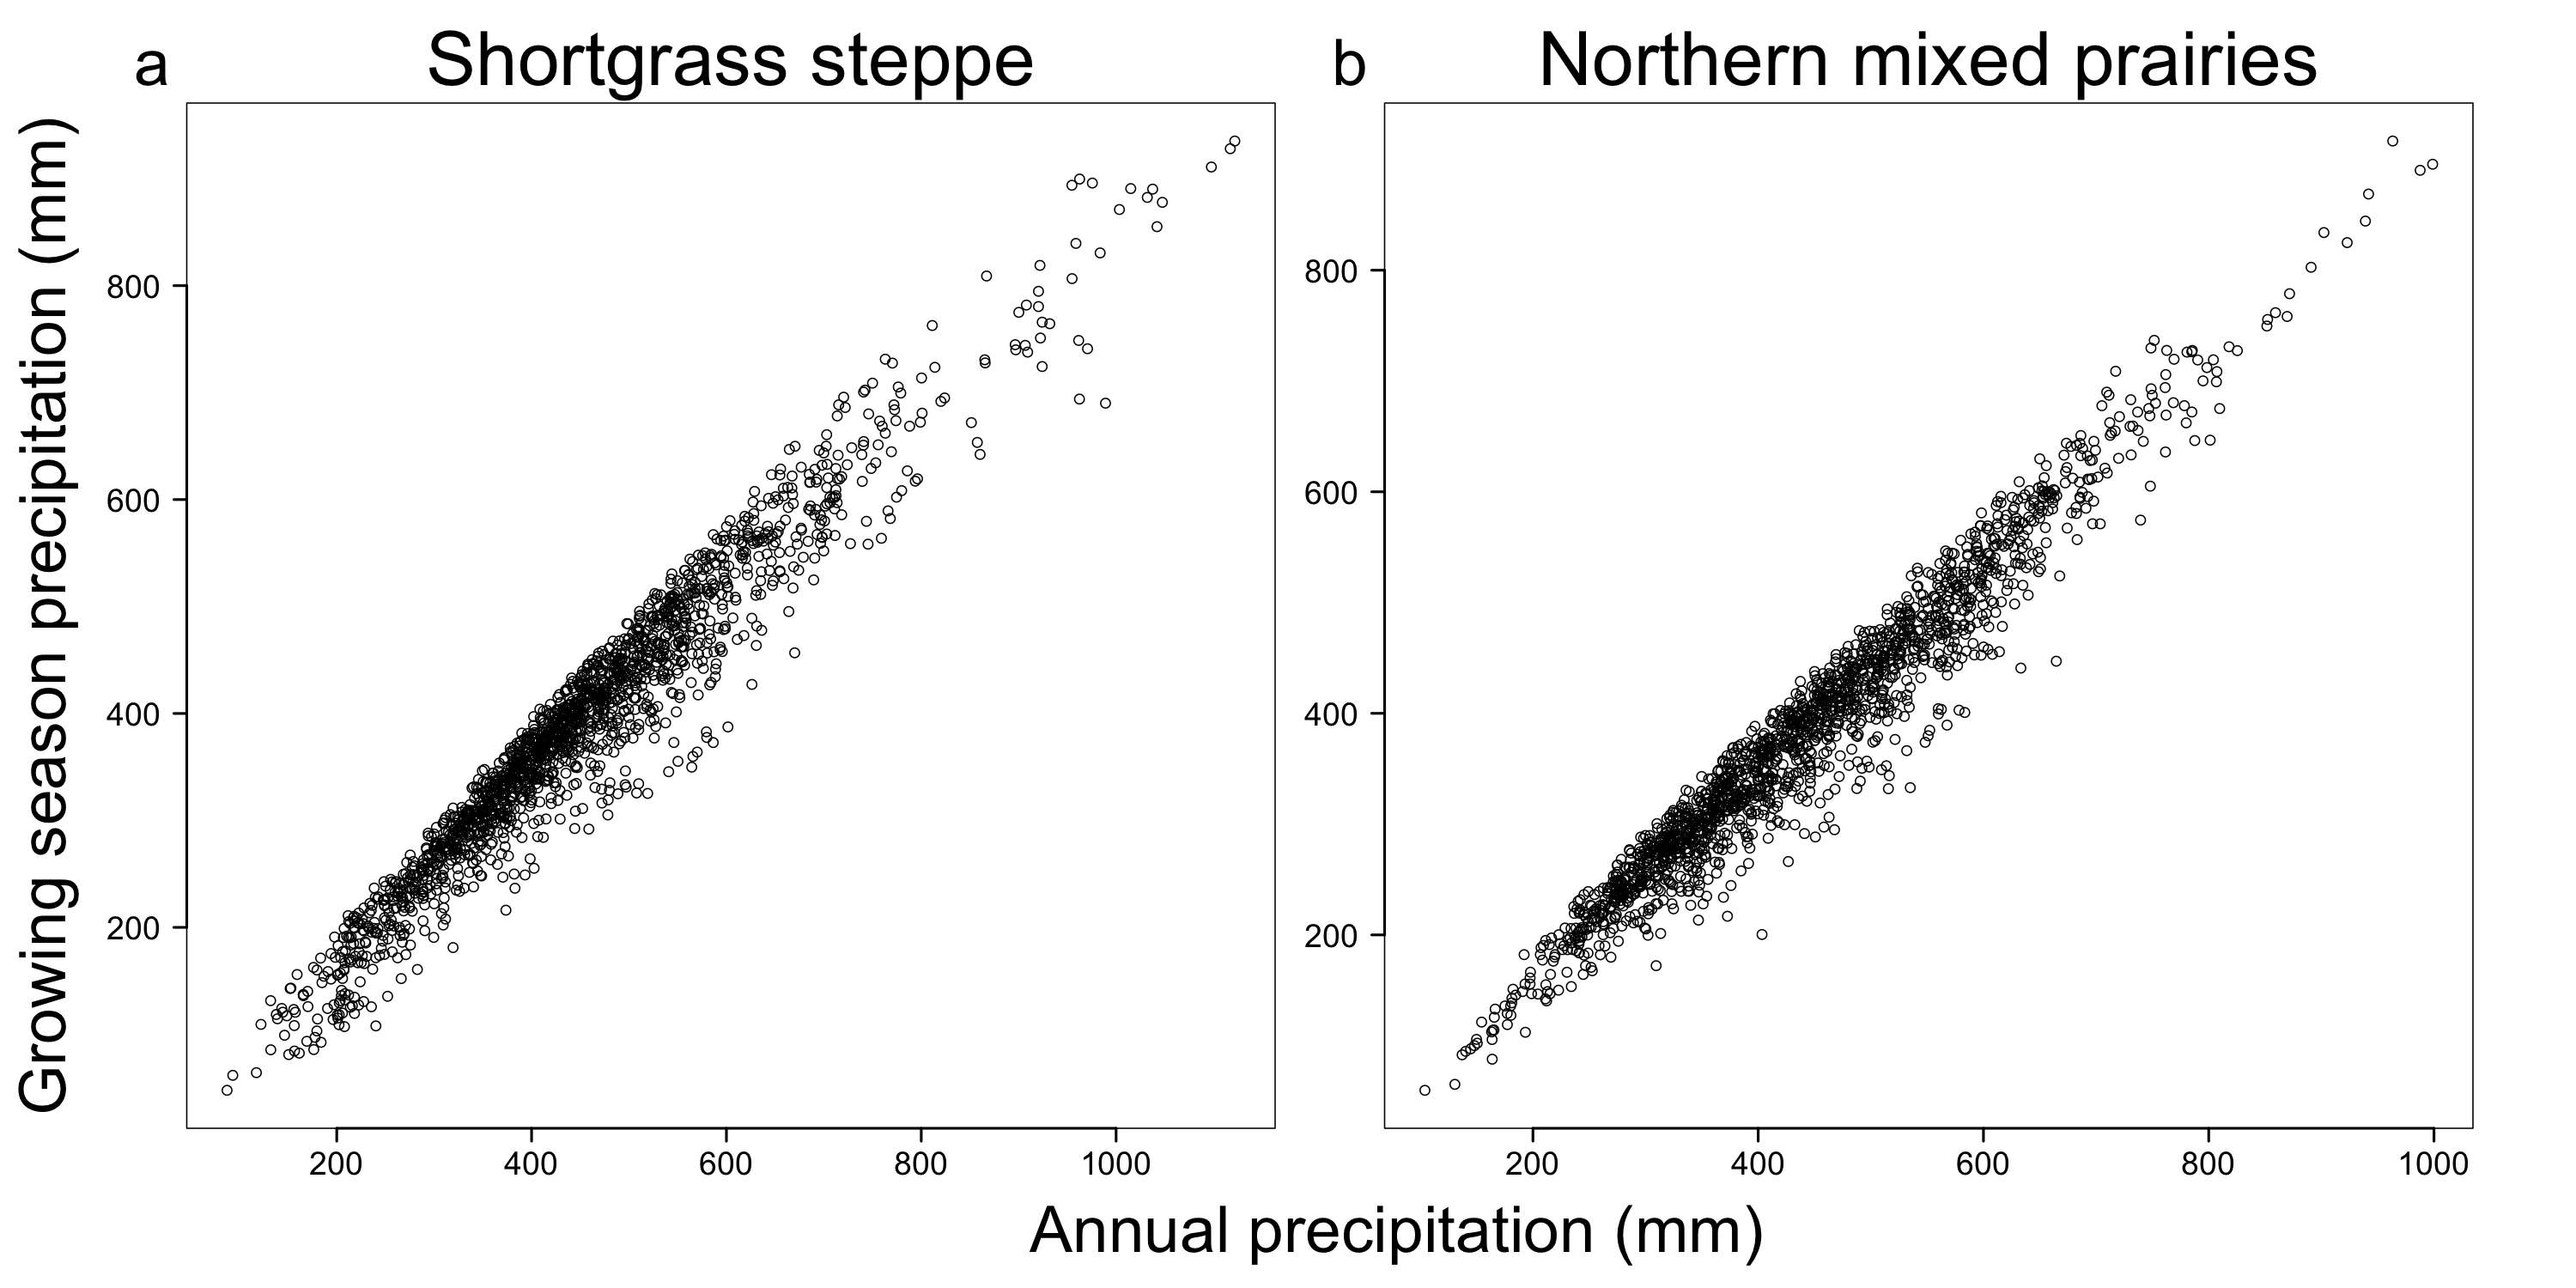 a
Shortgrass steppe
b
Northern mixed prairies
Growing season precipitation (mm)
800
600
400
200
200 400 600 800 1000
800
600
400
200
200 400 600 800 1000
Annual precipitation (mm)